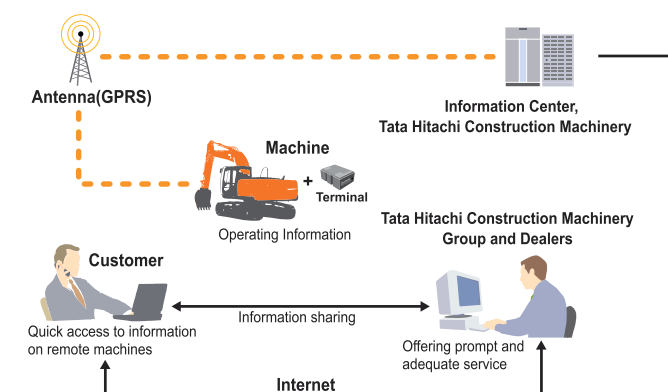 Antenna(GPRS)
Information Center,
Tata Hitachi Construction Machinery
Machine
+
Terminal
Operating Information
Tata Hitachi Construction Machinery
Group and Dealers
Customer
Information sharing
Quick access to information
on remote machines
Offering prompt and
adequate service
Internet